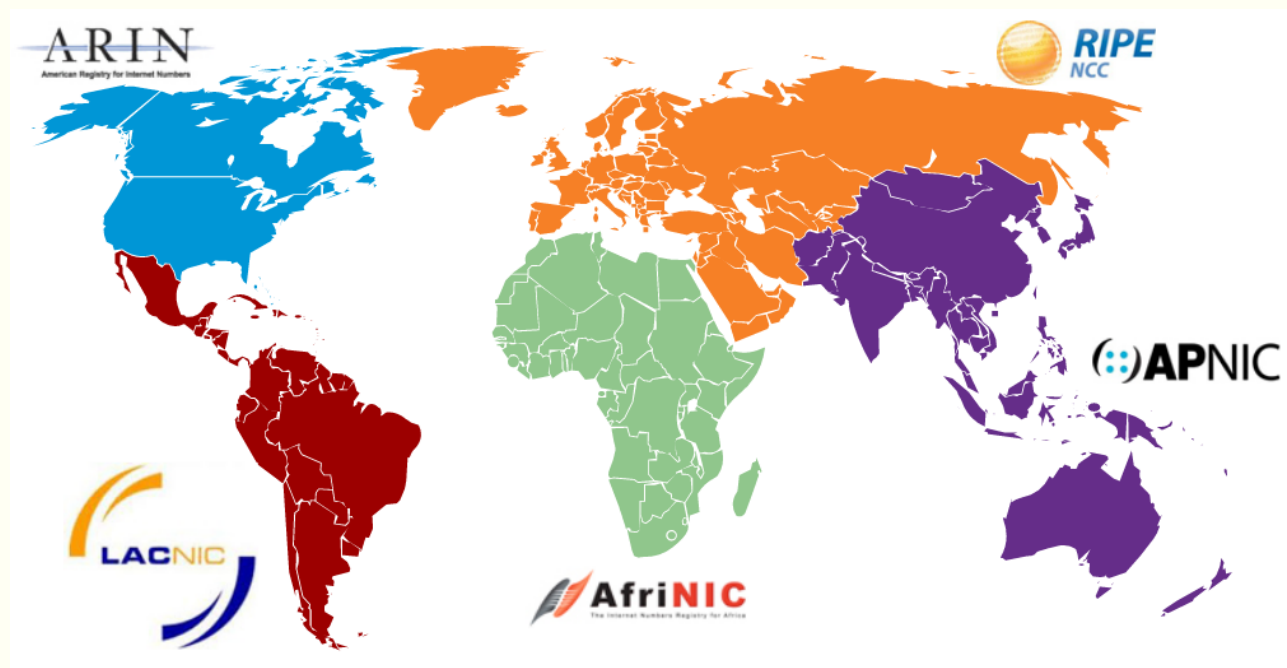 ARIN
American Registry for Internet Numbers
RIPE
NCC
APNIC
LACNIC
AfriNIC
The Internet Numbers Registry for Africa